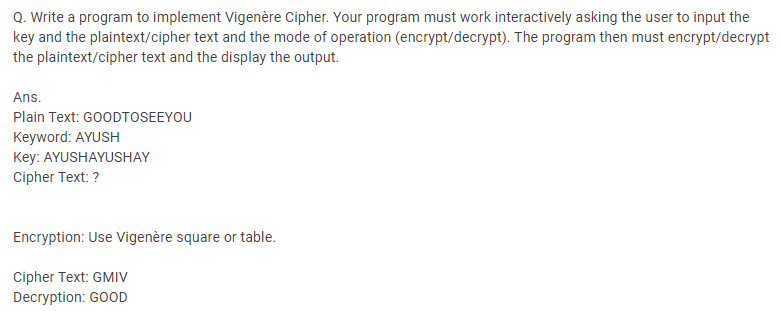 Q. Write a program to implement Vigenère Cipher. Your program must work interactively asking the user to input the
key and the plaintext/cipher text and the mode of operation (encrypt/decrypt). The program then must encrypt/decrypt
the plaintext/cipher text and the display the output.
Ans.
Plain Text: GOODTOSEEYOU
Keyword: AYUSH
Key: AYUSHAYUSHAY
Cipher Text: ?
Encryption: Use Vigenère square or table.
Cipher Text: GMIV
Decryption: GOOD